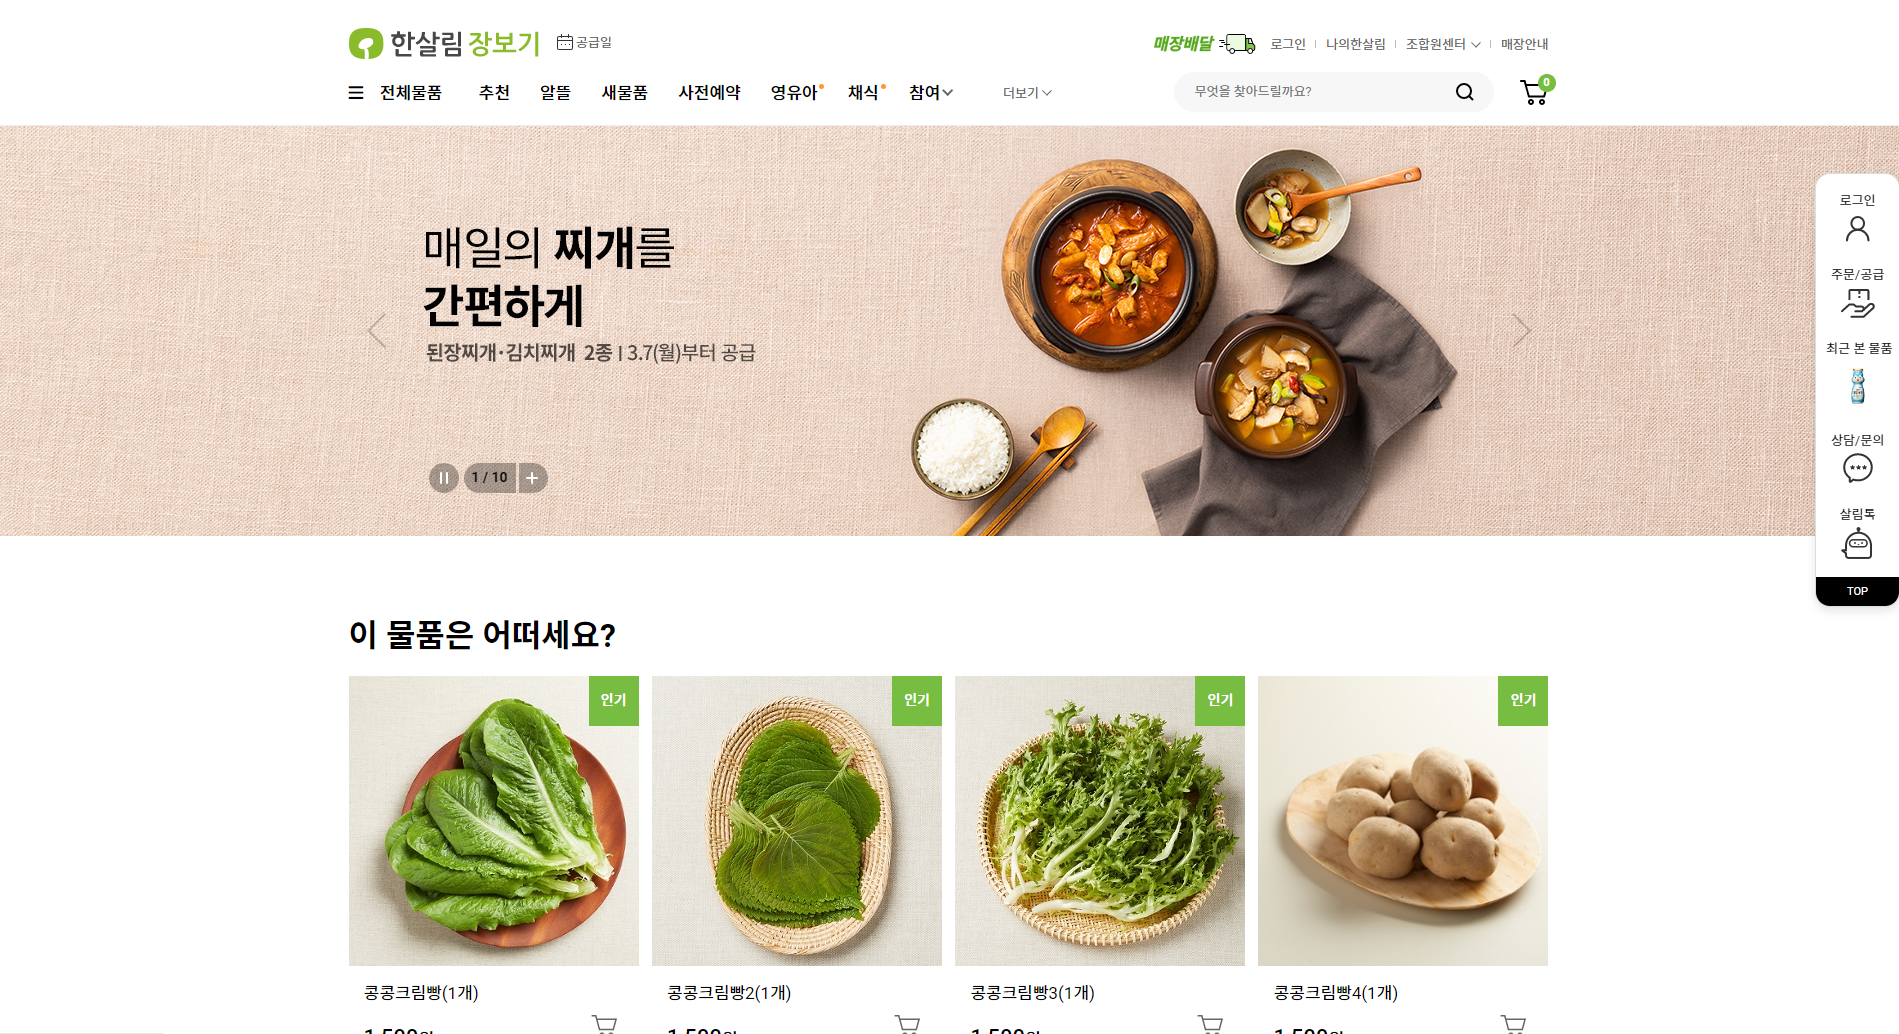 한살림 장보기
공급일
매장배달
로그인
나의한살림
조합원센터
매장안내
전체물품
추천
알뜰
새물품
사전예약
영유아
채식
참여
더보기
무엇을 찾아드릴까요?
0
매일의 찌개를
간편하게
된장찌개·김치찌개 2종 | 3.7(월)부터 공급
1 / 10
로그인
주문/공급
최근 본 물품
상담/문의
살림톡
TOP
이 물품은 어떠세요?
인기
인기
인기
인기
콩콩크림빵(1개)
콩콩크림빵2(1개)
콩콩크림빵3(1개)
콩콩크림빵4(1개)